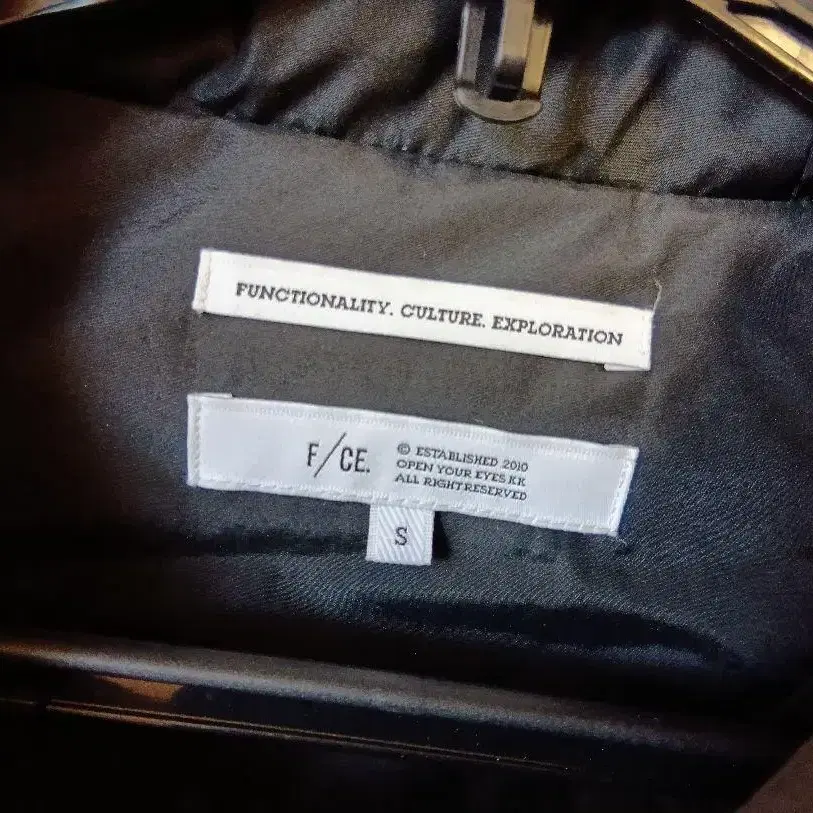 FUNCTIONALITY. CULTURE. EXPLORATION
F/CE.
© ESTABLISHED 2010
OPEN YOUR EYES KK
ALL RIGHT RESERVED
S